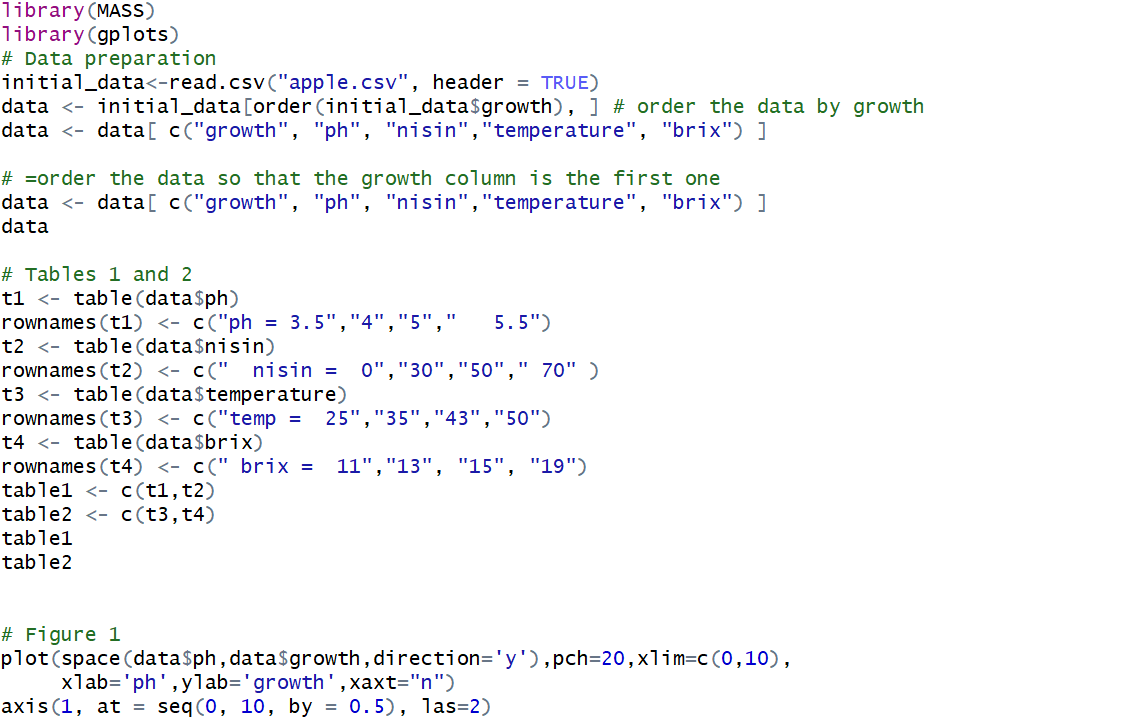 library(MASS)
library(gplots)
# Data preparation
initial_data<-read.csv("apple.csv", header = TRUE)
data <- initial_data[order(initial_data$growth), ] # order the data by growth
data <- data[ c("growth", "ph", "nisin","temperature", "brix") ]

# =order the data so that the growth column is the first one
data <- data[ c("growth", "ph", "nisin","temperature", "brix") ]
data

# Tables 1 and 2
t1 <- table(data$ph)
rownames(t1) <- c("ph = 3.5","4","5","   5.5")
t2 <- table(data$nisin)
rownames(t2) <- c("  nisin =  0","30","50"," 70" )
t3 <- table(data$temperature)
rownames(t3) <- c("temp =  25","35","43","50")
t4 <- table(data$brix)
rownames(t4) <- c(" brix =  11","13", "15", "19")
table1 <- c(t1,t2)
table2 <- c(t3,t4)
table1
table2


# Figure 1
plot(space(data$ph,data$growth,direction='y'),pch=20,xlim=c(0,10),
     xlab='ph',ylab='growth',xaxt="n")
axis(1, at = seq(0, 10, by = 0.5), las=2)